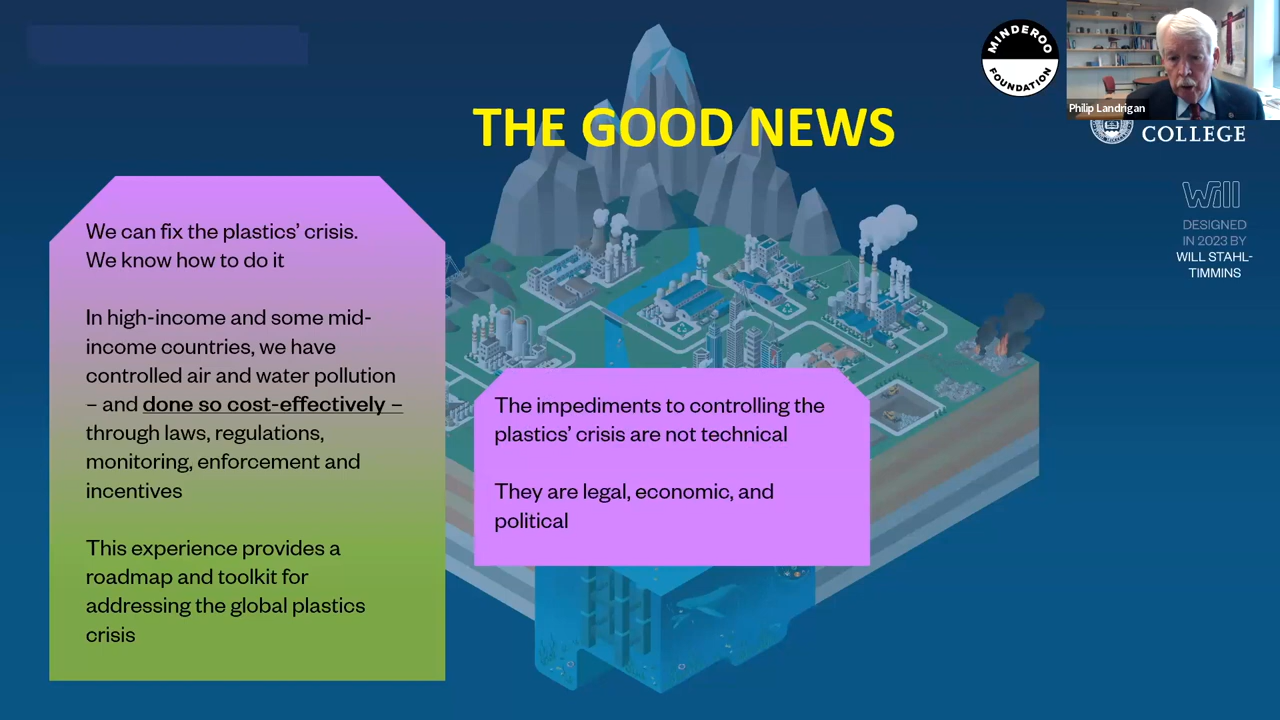 MINDEROO
FOUNDATION
Philip Landrigan
COLLEGE
THE GOOD NEWS
Will
DESIGNED
IN 2023 BY
WILL STAHL-
TIMMINS
We can fix the plastics’ crisis.
We know how to do it
In high-income and some mid-
income countries, we have
controlled air and water pollution
– and done so cost-effectively –
through laws, regulations,
monitoring, enforcement and
incentives
This experience provides a
roadmap and toolkit for
addressing the global plastics
crisis
The impediments to controlling the
plastics’ crisis are not technical
They are legal, economic, and
political